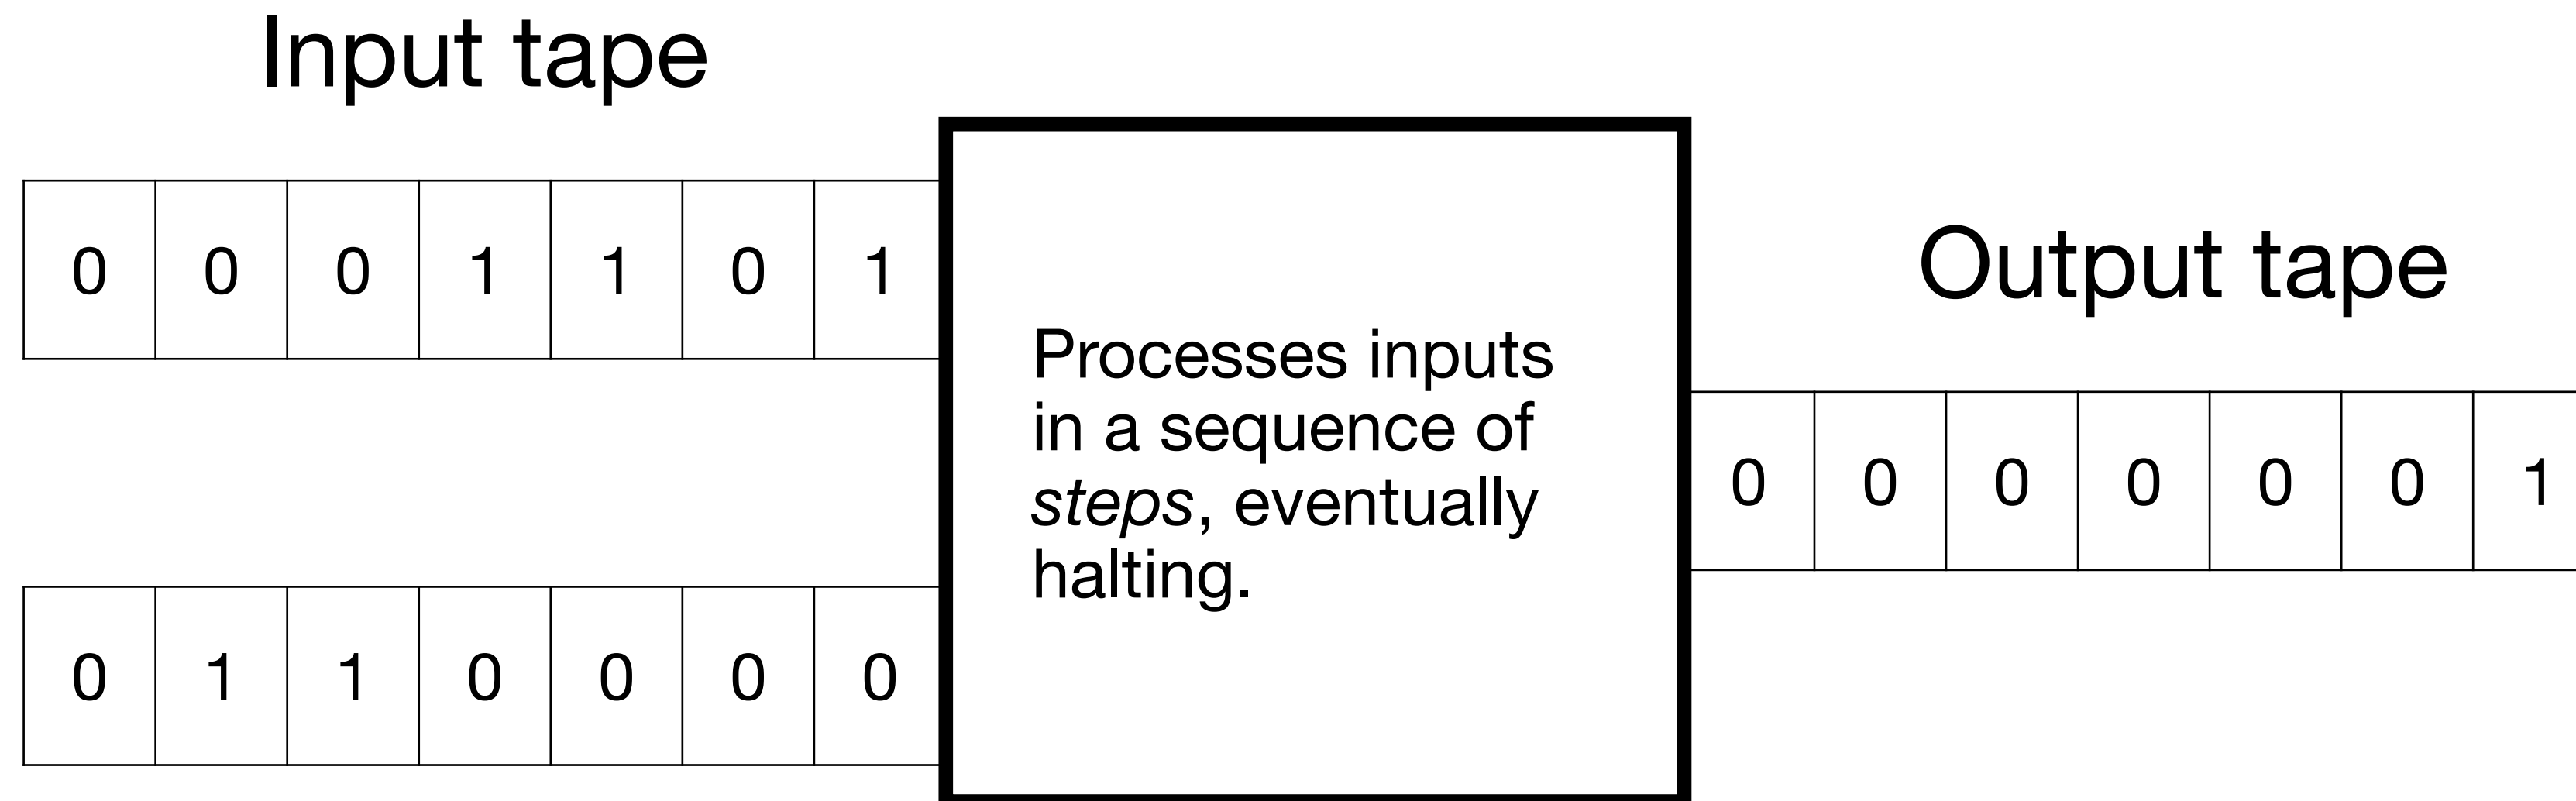 Input tape
0 0 0 1 1 0 1
Output tape
Processes inputs
in a sequence of
steps, eventually
halting.
0 0 0 0 0 0 1
0 1 1 0 0 0 0